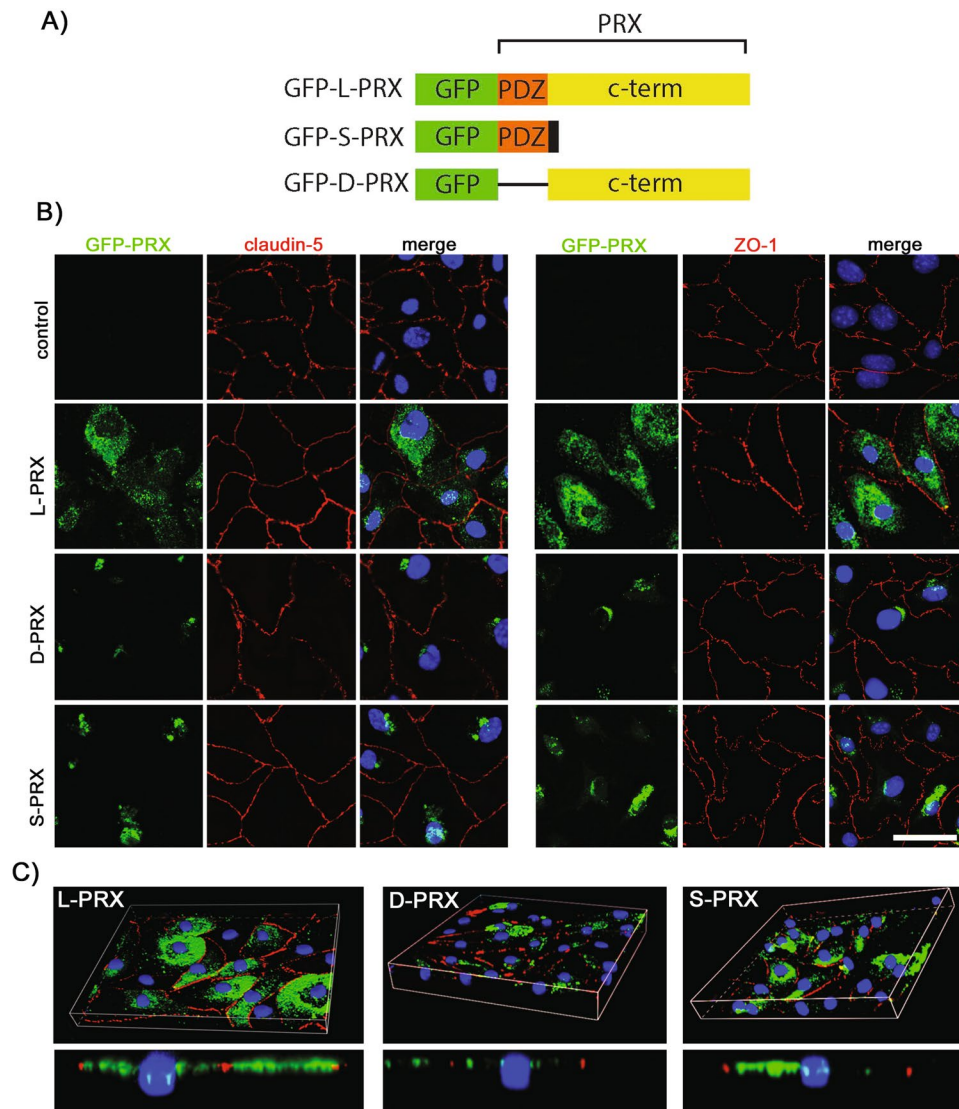 A)
PRX
GFP-L-PRX GFP PDZ c-term
GFP-S-PRX GFP PDZ
GFP-D-PRX GFP c-term
B)
GFP-PRX claudin-5 merge GFP-PRX ZO-1 merge
control
L-PRX
D-PRX
S-PRX
C)
L-PRX D-PRX S-PRX